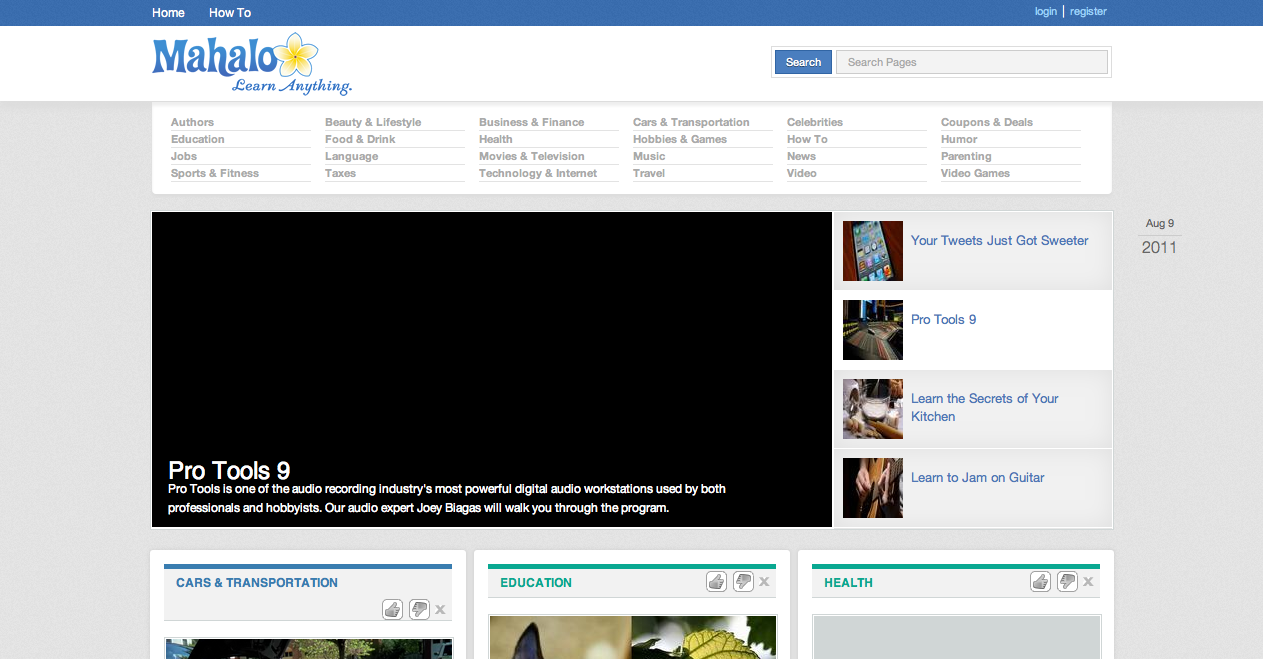 Home How To
login | register
Mahalo
Learn Anything.
Search Search Pages
Authors Beauty & Lifestyle Business & Finance Cars & Transportation Celebrities Coupons & Deals
Education Food & Drink Health Hobbies & Games How To Humor
Jobs Language Movies & Television Music News Parenting
Sports & Fitness Taxes Technology & Internet Travel Video Video Games
Aug 9
2011
Your Tweets Just Got Sweeter
Pro Tools 9
Learn the Secrets of Your
Kitchen
Learn to Jam on Guitar
Pro Tools 9
Pro Tools is one of the audio recording industry's most powerful digital audio workstations used by both
professionals and hobbyists. Our audio expert Joey Biagas will walk you through the program.
CARS & TRANSPORTATION
EDUCATION
HEALTH